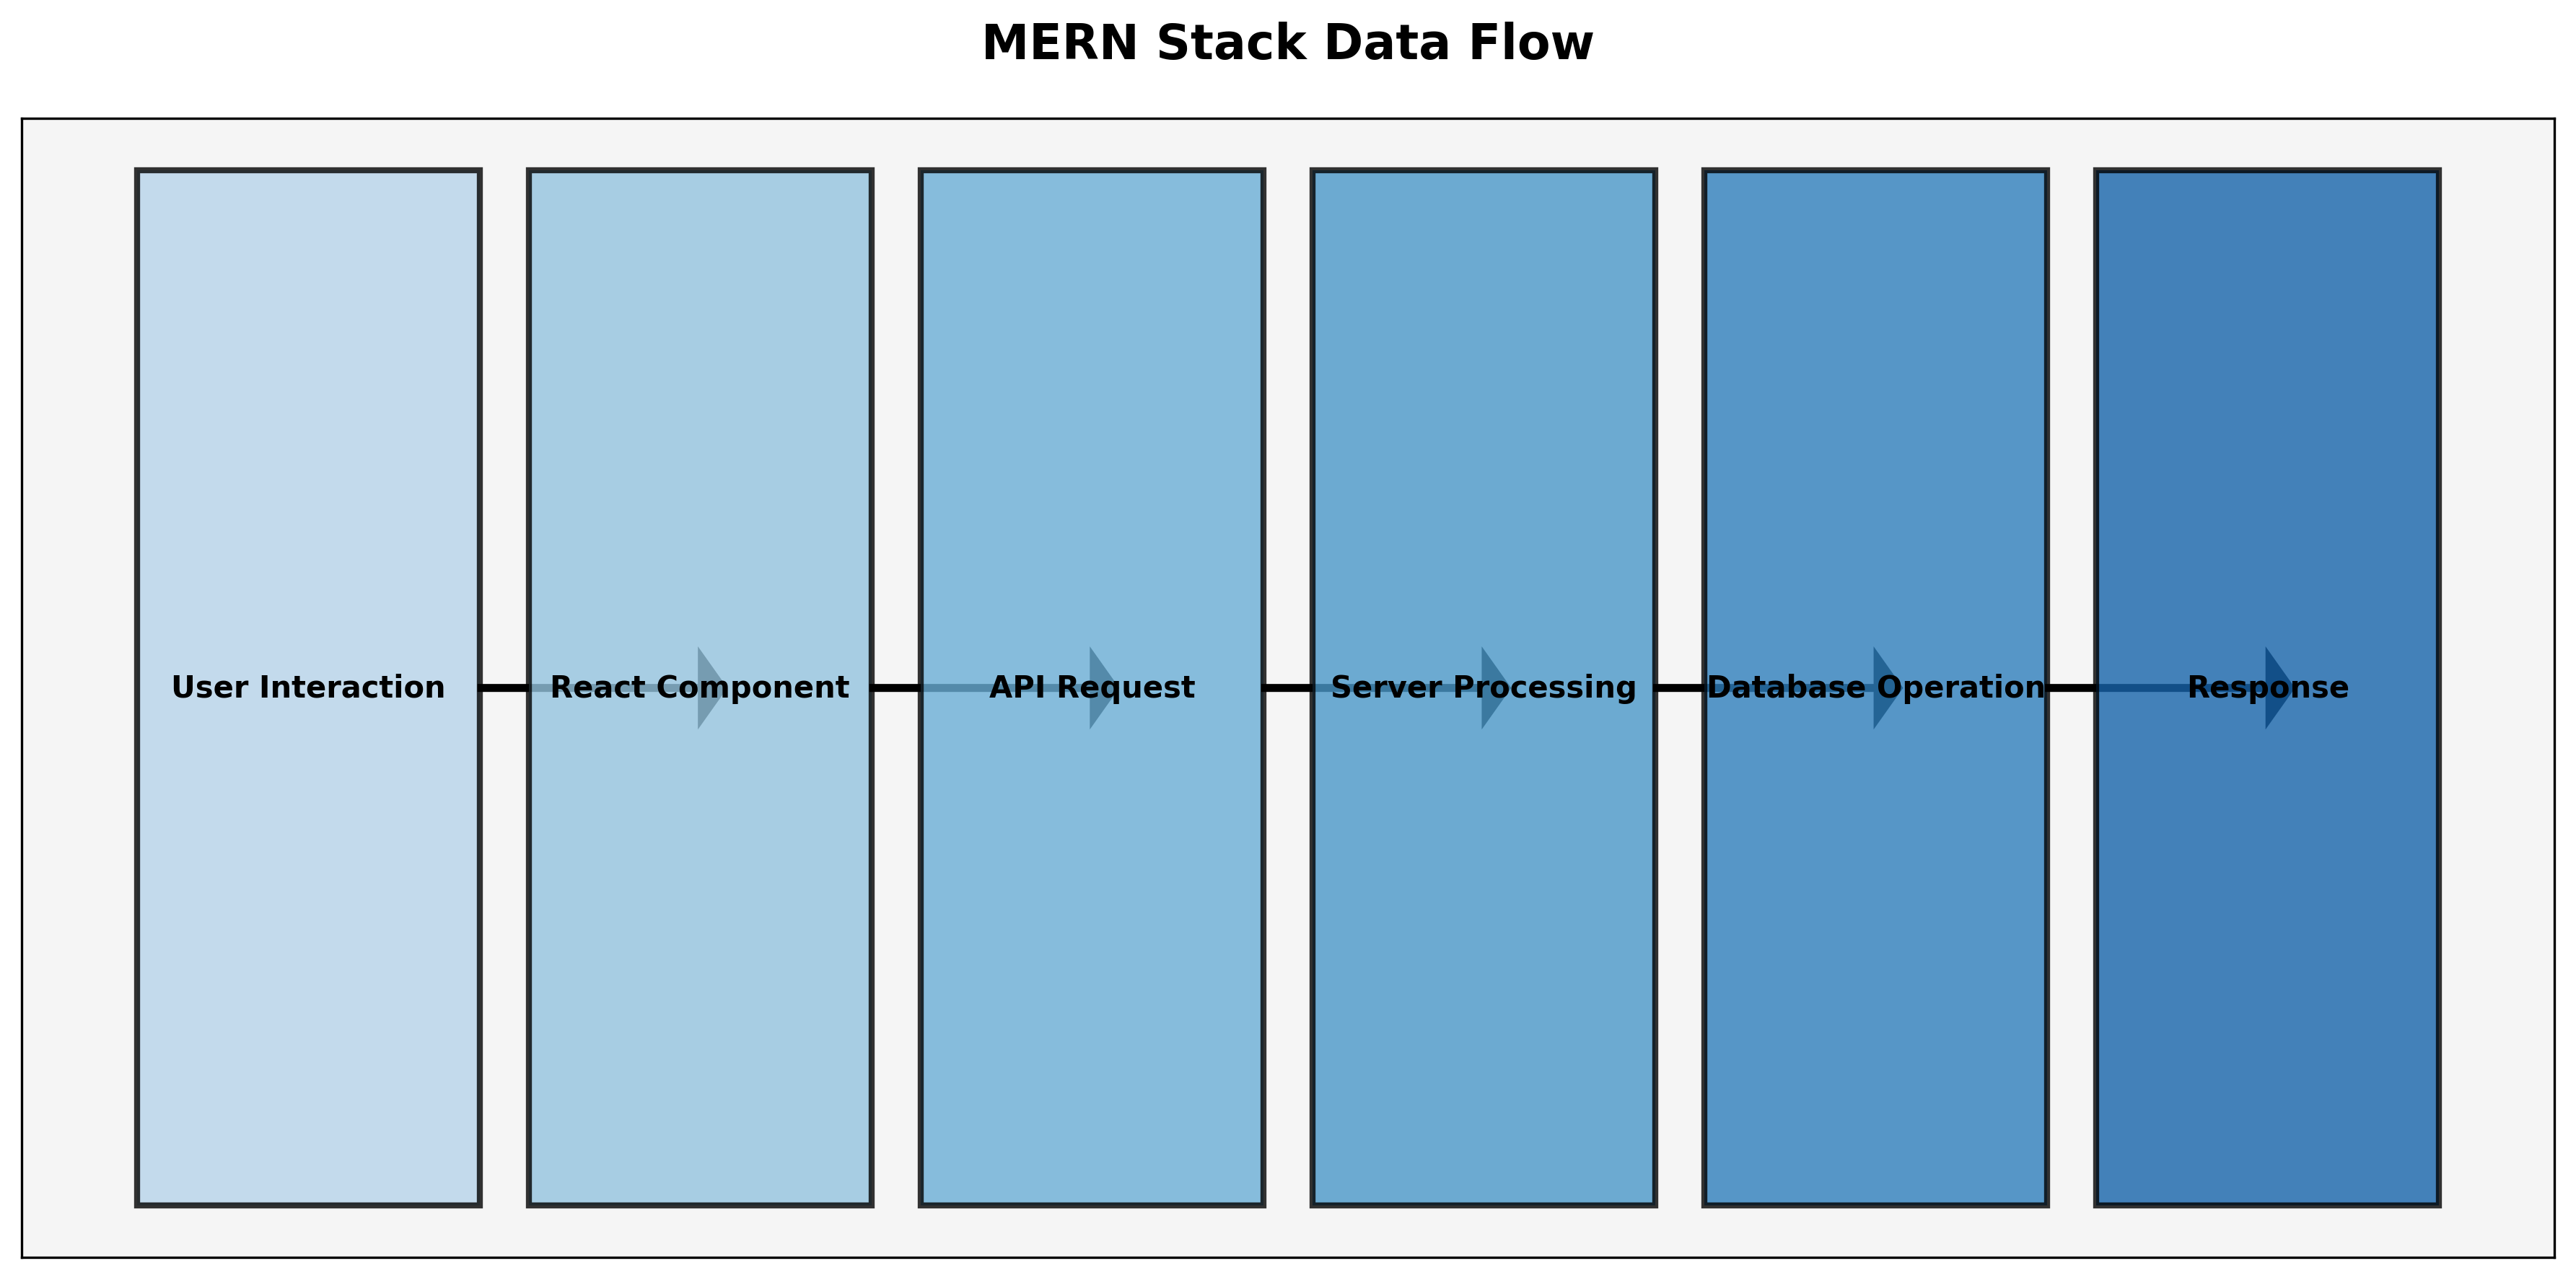 MERN Stack Data Flow
User Interaction
React Component
API Request
Server Processing
Database Operation
Response